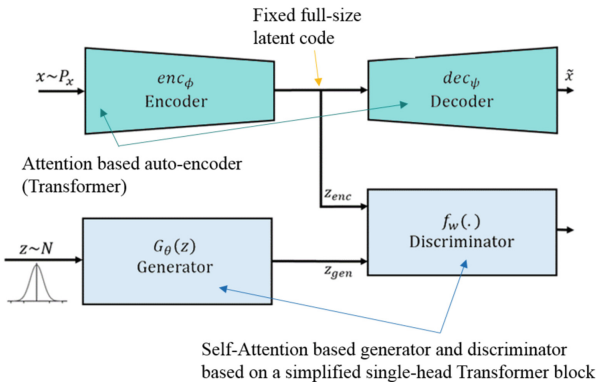 Fixed full-size
latent code
x~Pₓ
enc_ϕ
Encoder
dec_ψ
Decoder
x̃
Attention based auto-encoder
(Transformer)
z_enc
z~N
G_θ(z)
Generator
z_gen
f_w(.)
Discriminator
Self-Attention based generator and discriminator
based on a simplified single-head Transformer block